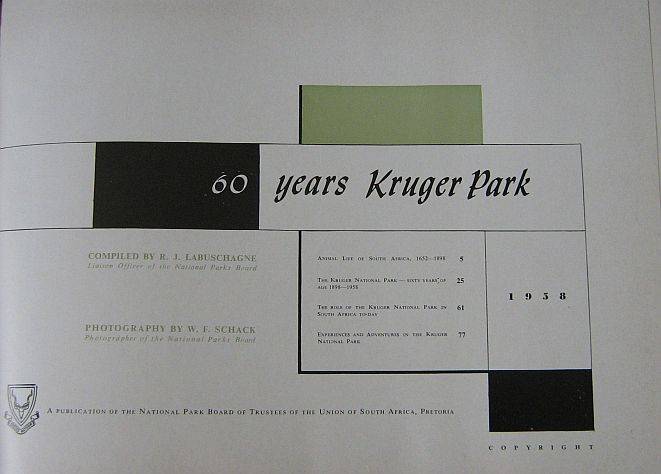 60 years Kruger Park
COMPILED BY R. J. LABUSCHAGNE
Liaison Officer of the National Parks Board
PHOTOGRAPHY BY W. F. SCHACK
Photographer of the National Parks Board
ANIMAL LIFE OF SOUTH AFRICA, 1652—1898 5
THE KRUGER NATIONAL PARK — SIXTY YEARS OF 25
AGE 1898—1958
THE ROLE OF THE KRUGER NATIONAL PARK IN 61
SOUTH AFRICA TO-DAY
EXPERIENCES AND ADVENTURES IN THE KRUGER 77
NATIONAL PARK
1958
A PUBLICATION OF THE NATIONAL PARK BOARD OF TRUSTEES OF THE UNION OF SOUTH AFRICA, PRETORIA
COPYRIGHT